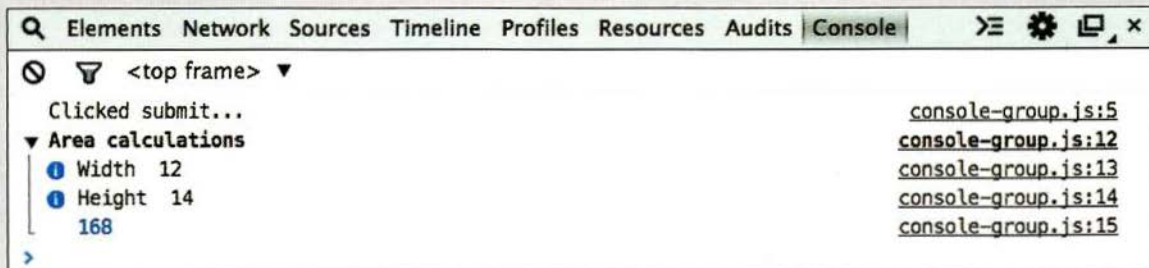 Elements Network Sources Timeline Profiles Resources Audits Console
<top frame> ▼
Clicked submit... console-group.js:5
▼ Area calculations console-group.js:12
Width 12 console-group.js:13
Height 14 console-group.js:14
168 console-group.js:15
>